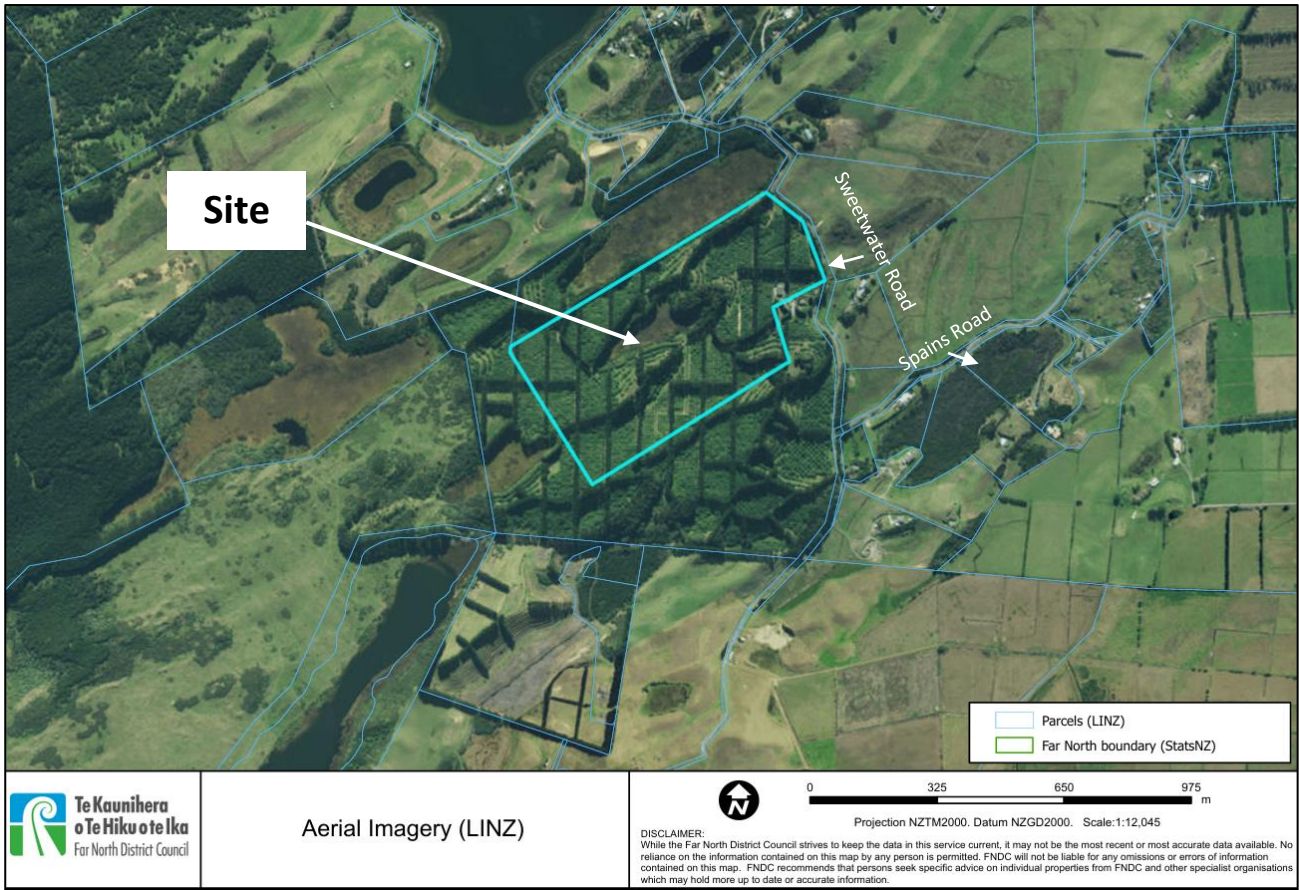 Site
Sweetwater Road
Spains Road
Parcels (LINZ)
Far North boundary (StatsNZ)
Te Kaunihera
o Te Hiku o te Ika
Far North District Council
Aerial Imagery (LINZ)
N
0 325 650 975
m
Projection NZTM2000. Datum NZGD2000. Scale:1:12,045
DISCLAIMER:
While the Far North District Council strives to keep the data in this service current, it may not be the most recent or most accurate data available. No
reliance on the information contained on this map by any person is permitted. FNDC will not be liable for any omissions or errors of information
contained on this map. FNDC recommends that persons seek specific advice on individual properties from FNDC and other specialist organisations
which may hold more up to date or accurate information.